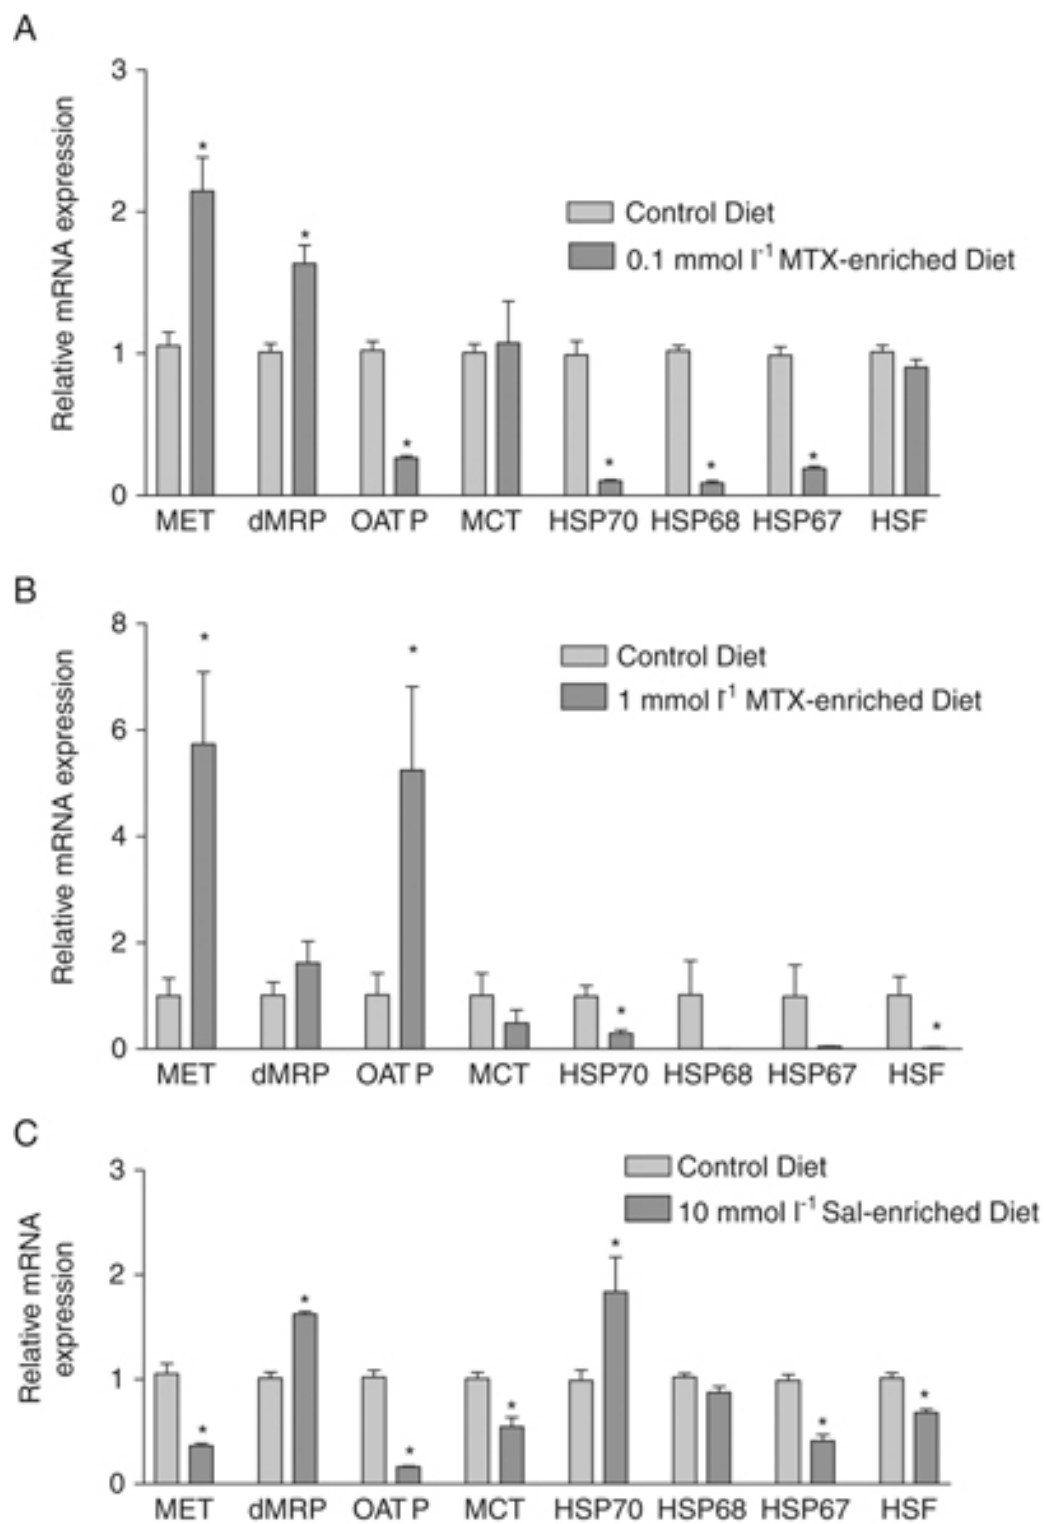 A
3
2
1
0
Relative mRNA expression
*
*
*
*
*
*
Control Diet
0.1 mmol l-1 MTX-enriched Diet
MET dMRP OATP MCT HSP70 HSP68 HSP67 HSF
B
8
6
4
2
0
Relative mRNA expression
*
*
*
*
Control Diet
1 mmol l-1 MTX-enriched Diet
MET dMRP OATP MCT HSP70 HSP68 HSP67 HSF
C
3
2
1
0
Relative mRNA
expression
*
*
*
*
*
*
*
Control Diet
10 mmol l-1 Sal-enriched Diet
MET dMRP OATP MCT HSP70 HSP68 HSP67 HSF